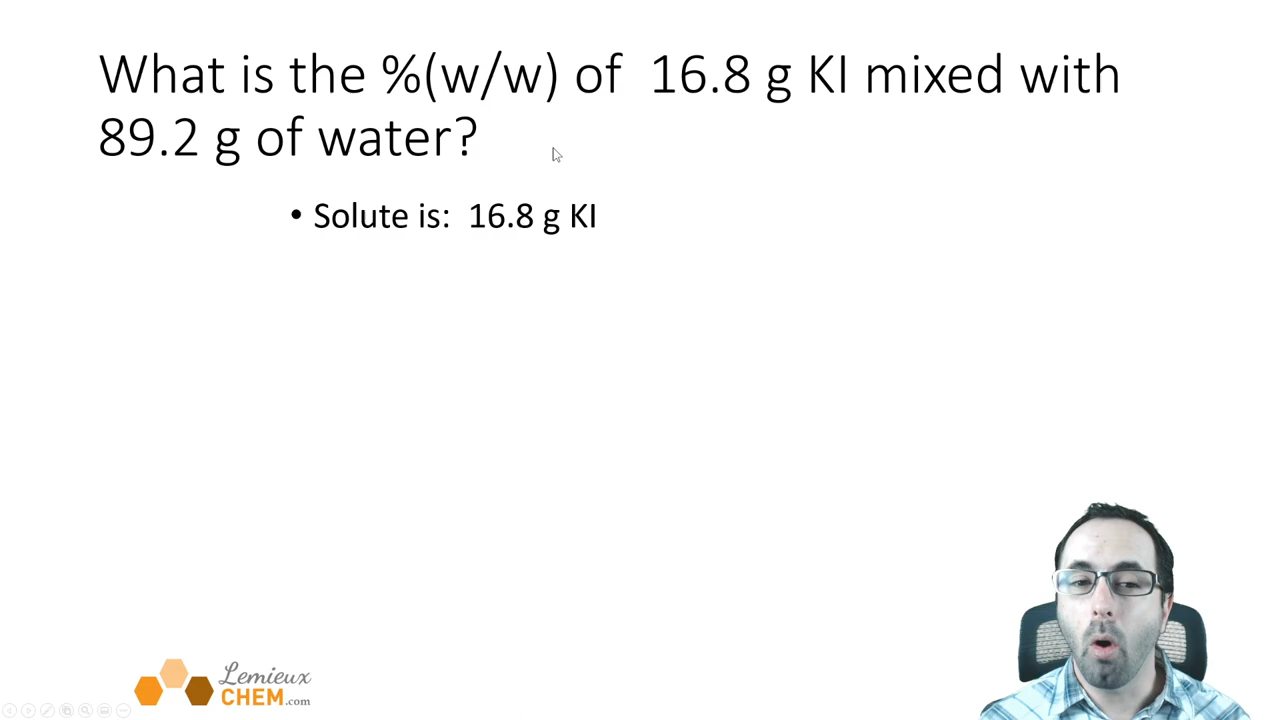 What is the %(w/w) of  16.8 g KI mixed with
89.2 g of water?
• Solute is:  16.8 g KI
Lemieux
CHEM.com